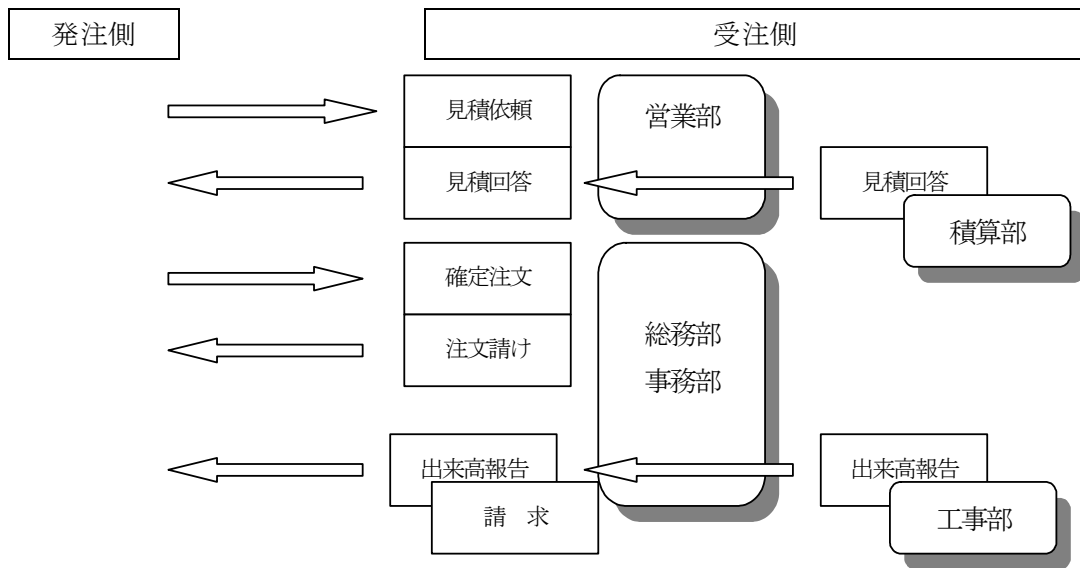 発注側
受注側
見積依頼
営業部
見積回答
見積回答
積算部
確定注文
注文請け
総務部
事務部
出来高報告
出来高報告
請　求
工事部